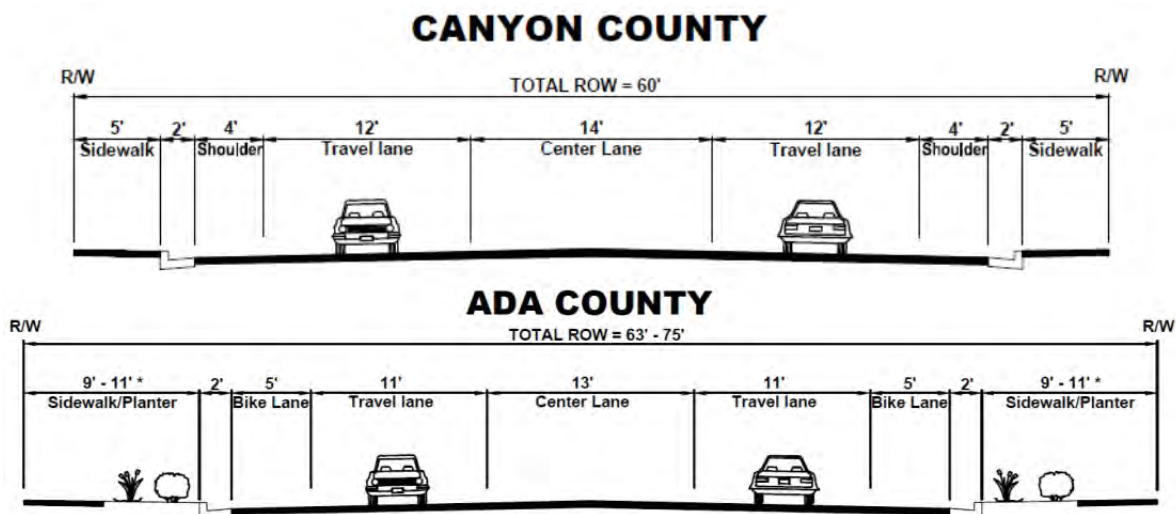 CANYON COUNTY
R/W R/W
TOTAL ROW = 60'
5' 2' 4' 12' 14' 12' 4' 2' 5'
Sidewalk Shoulder Travel lane Center Lane Travel lane Shoulder Sidewalk
ADA COUNTY
R/W R/W
TOTAL ROW = 63' - 75'
9' - 11' * 2' 5' 11' 13' 11' 5' 2' 9' - 11' *
Sidewalk/Planter Bike Lane Travel lane Center Lane Travel lane Bike Lane Sidewalk/Planter